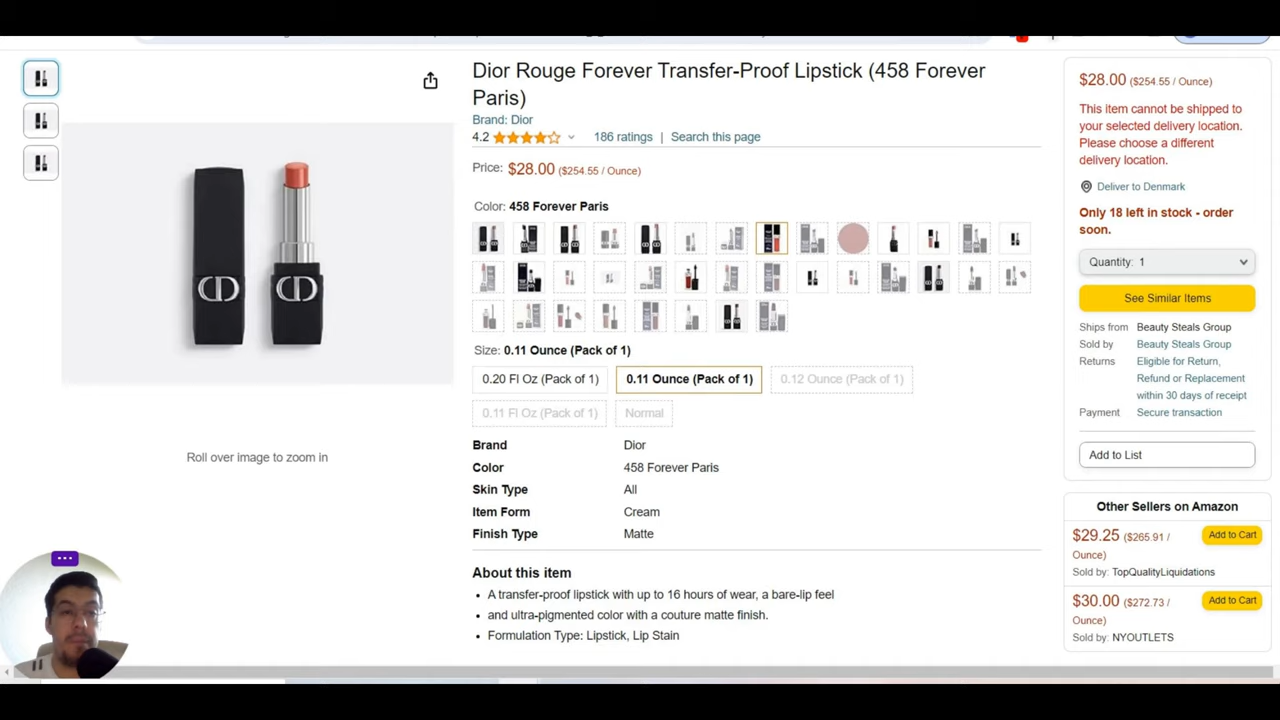 Dior Rouge Forever Transfer-Proof Lipstick (458 Forever
Paris)
Brand: Dior
4.2
186 ratings | Search this page
Price: $28.00 ($254.55 / Ounce)
Color: 458 Forever Paris
Size: 0.11 Ounce (Pack of 1)
0.20 Fl Oz (Pack of 1)
0.11 Ounce (Pack of 1)
0.12 Ounce (Pack of 1)
0.11 Fl Oz (Pack of 1)
Normal
Brand Dior
Color 458 Forever Paris
Skin Type All
Item Form Cream
Finish Type Matte
About this item
• A transfer-proof lipstick with up to 16 hours of wear, a bare-lip feel
• and ultra-pigmented color with a couture matte finish.
• Formulation Type: Lipstick, Lip Stain
Roll over image to zoom in
$28.00 ($254.55 / Ounce)
This item cannot be shipped to
your selected delivery location.
Please choose a different
delivery location.
Deliver to Denmark
Only 18 left in stock - order
soon.
Quantity: 1
See Similar Items
Ships from Beauty Steals Group
Sold by Beauty Steals Group
Returns Eligible for Return,
Refund or Replacement
within 30 days of receipt
Payment Secure transaction
Add to List
Other Sellers on Amazon
$29.25 ($265.91 /
Ounce)
Add to Cart
Sold by: TopQualityLiquidations
$30.00 ($272.73 /
Ounce)
Add to Cart
Sold by: NYOUTLETS